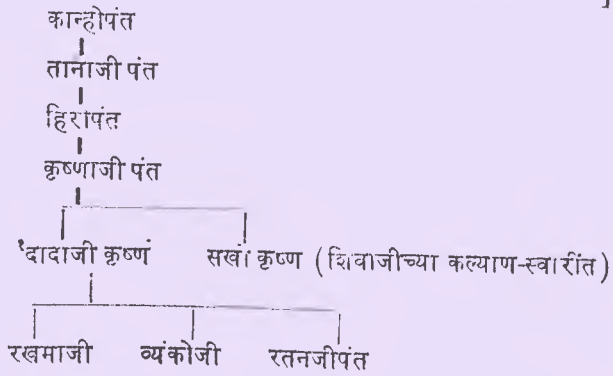 ]
कान्होपंत
तानाजी पंत
हिरोपंत
कृष्णाजी पंत
दादाजी कृष्ण सखो कृष्ण (शिवाजीच्या कल्याण-स्वारींत)
रखमाजी व्यंकोजी रतनजीपंत